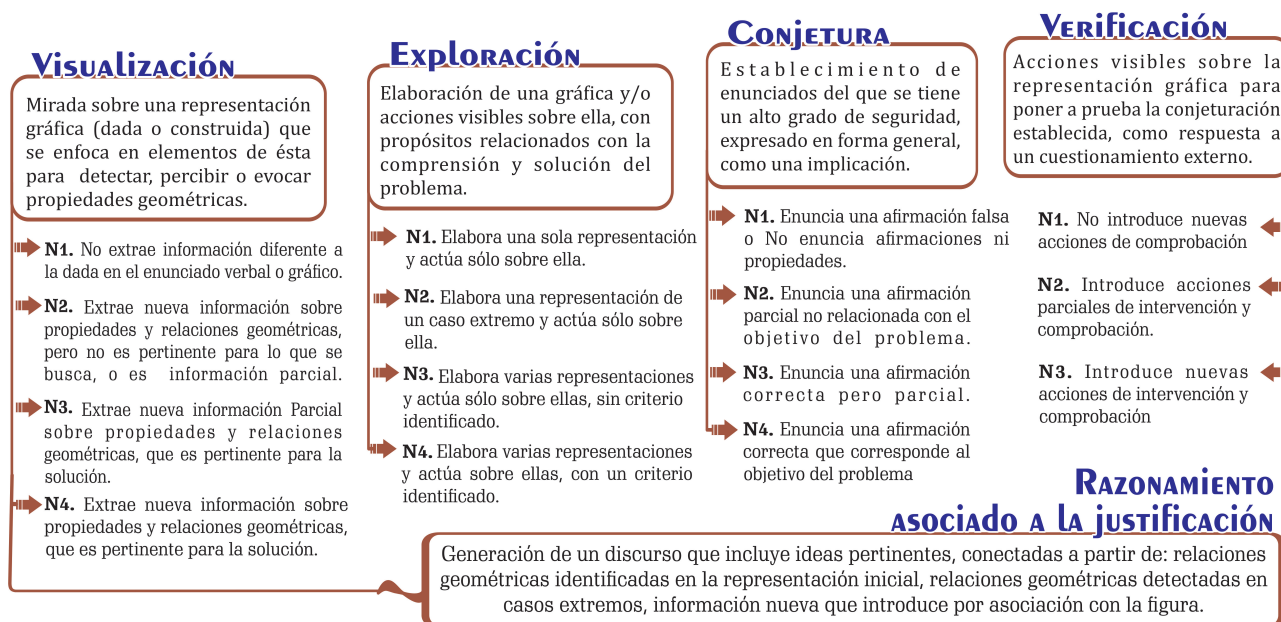 Visualización
Mirada sobre una representación
gráfica (dada o construida) que
se enfoca en elementos de ésta
para detectar, percibir o evocar
propiedades geométricas.
N1. No extrae información diferente a
la dada en el enunciado verbal o gráfico.
N2. Extrae nueva información sobre
propiedades y relaciones geométricas,
pero no es pertinente para lo que se
busca, o es información parcial.
N3. Extrae nueva información Parcial
sobre propiedades y relaciones
geométricas, que es pertinente para la
solución.
N4. Extrae nueva información sobre
propiedades y relaciones geométricas,
que es pertinente para la solución.
Exploración
Elaboración de una gráfica y/o
acciones visibles sobre ella, con
propósitos relacionados con la
comprensión y solución del
problema.
N1. Elabora una sola representación
y actúa sólo sobre ella.
N2. Elabora una representación de
un caso extremo y actúa sólo sobre
ella.
N3. Elabora varias representaciones
y actúa sólo sobre ellas, sin criterio
identificado.
N4. Elabora varias representaciones
y actúa sobre ellas, con un criterio
identificado.
Conjetura
Establecimiento de
enunciados del que se tiene
un alto grado de seguridad,
expresado en forma general,
como una implicación.
N1. Enuncia una afirmación falsa
o No enuncia afirmaciones ni
propiedades.
N2. Enuncia una afirmación
parcial no relacionada con el
objetivo del problema.
N3. Enuncia una afirmación
correcta pero parcial.
N4. Enuncia una afirmación
correcta que corresponde al
objetivo del problema
Verificación
Acciones visibles sobre la
representación gráfica para
poner a prueba la conjeturación
establecida, como respuesta a
un cuestionamiento externo.
N1. No introduce nuevas
acciones de comprobación
N2. Introduce acciones
parciales de intervención y
comprobación.
N3. Introduce nuevas
acciones de intervención y
comprobación
Razonamiento
asociado a la justificación
Generación de un discurso que incluye ideas pertinentes, conectadas a partir de: relaciones
geométricas identificadas en la representación inicial, relaciones geométricas detectadas en
casos extremos, información nueva que introduce por asociación con la figura.